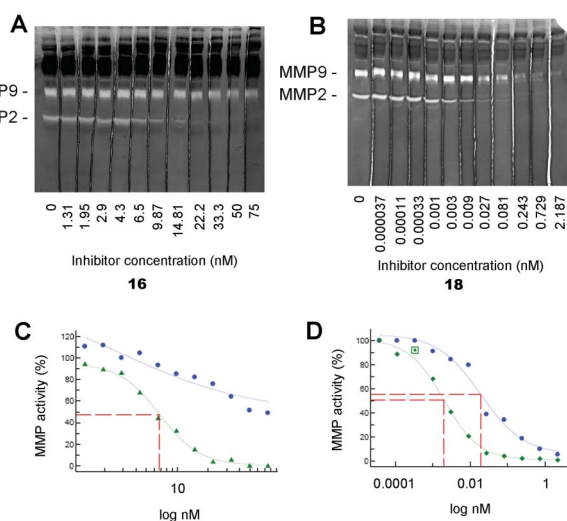 A
P9 -
P2 -
0 1.31 1.95 2.9 4.3 6.5 9.87 14.81 22.2 33.3 50 75
Inhibitor concentration (nM)
16
B
MMP9 -
MMP2 -
0 0.000037 0.00011 0.00033 0.001 0.003 0.009 0.027 0.081 0.243 0.729 2.187
Inhibitor concentration (nM)
18
C
MMP activity (%)
120
100
80
60
40
20
0
10
log nM
D
MMP activity (%)
100
80
60
40
20
0
0.0001 0.01 1
log nM